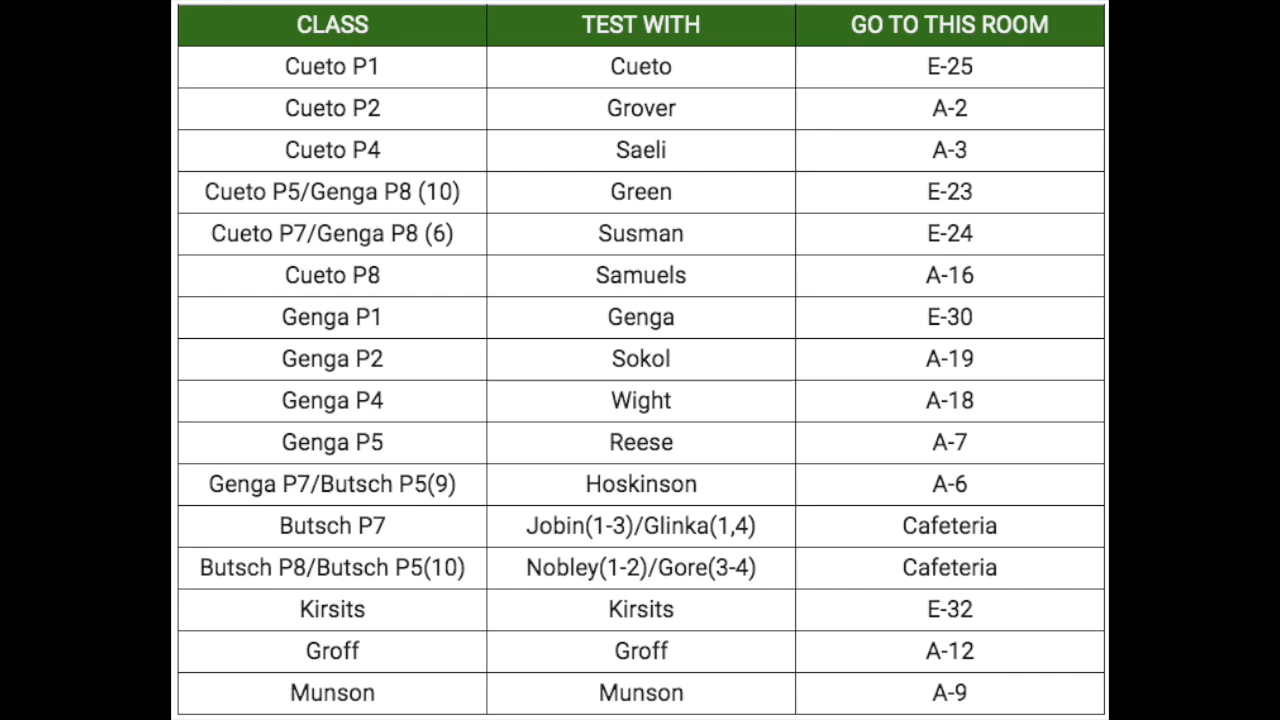 CLASS TEST WITH GO TO THIS ROOM
Cueto P1 Cueto E-25
Cueto P2 Grover A-2
Cueto P4 Saeli A-3
Cueto P5/Genga P8 (10) Green E-23
Cueto P7/Genga P8 (6) Susman E-24
Cueto P8 Samuels A-16
Genga P1 Genga E-30
Genga P2 Sokol A-19
Genga P4 Wight A-18
Genga P5 Reese A-7
Genga P7/Butsch P5(9) Hoskinson A-6
Butsch P7 Jobin(1-3)/Glinka(1,4) Cafeteria
Butsch P8/Butsch P5(10) Nobley(1-2)/Gore(3-4) Cafeteria
Kirsits Kirsits E-32
Groff Groff A-12
Munson Munson A-9